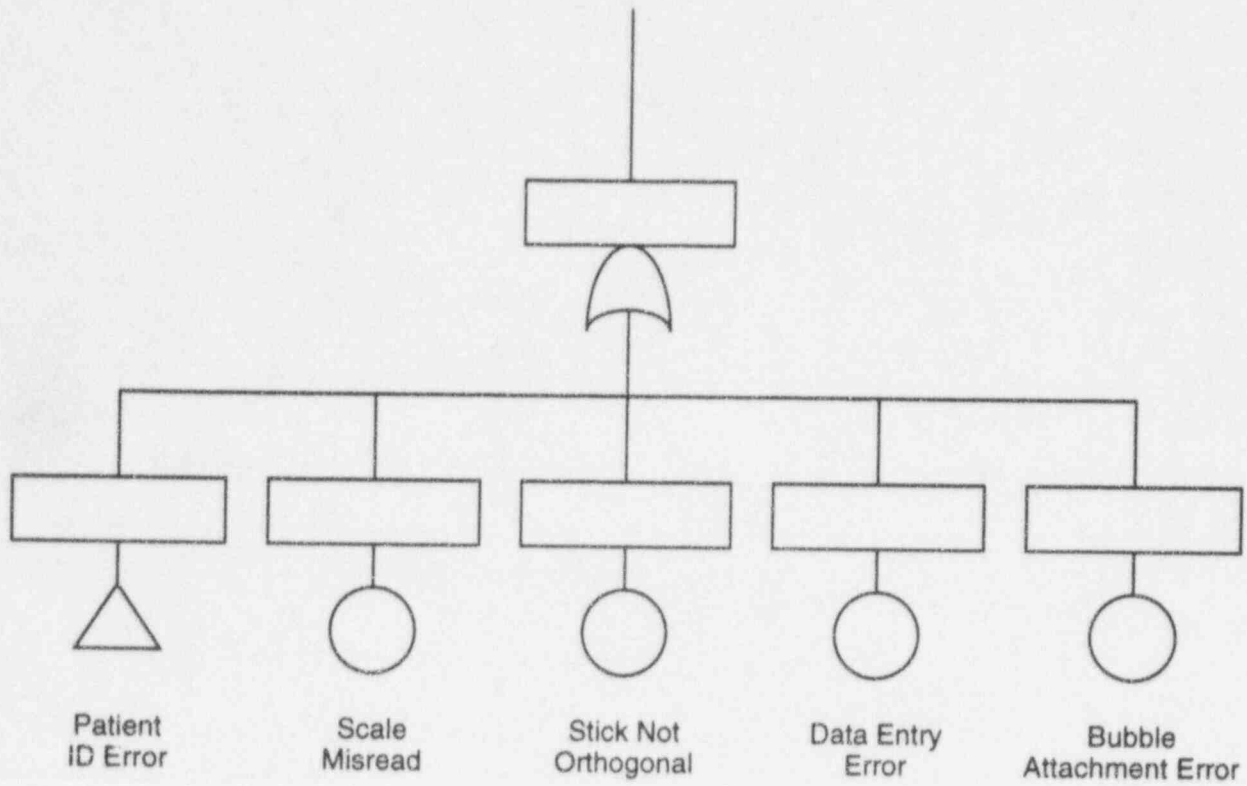 Patient
ID Error
Scale
Misread
Stick Not
Orthogonal
Data Entry
Error
Bubble
Attachment Error